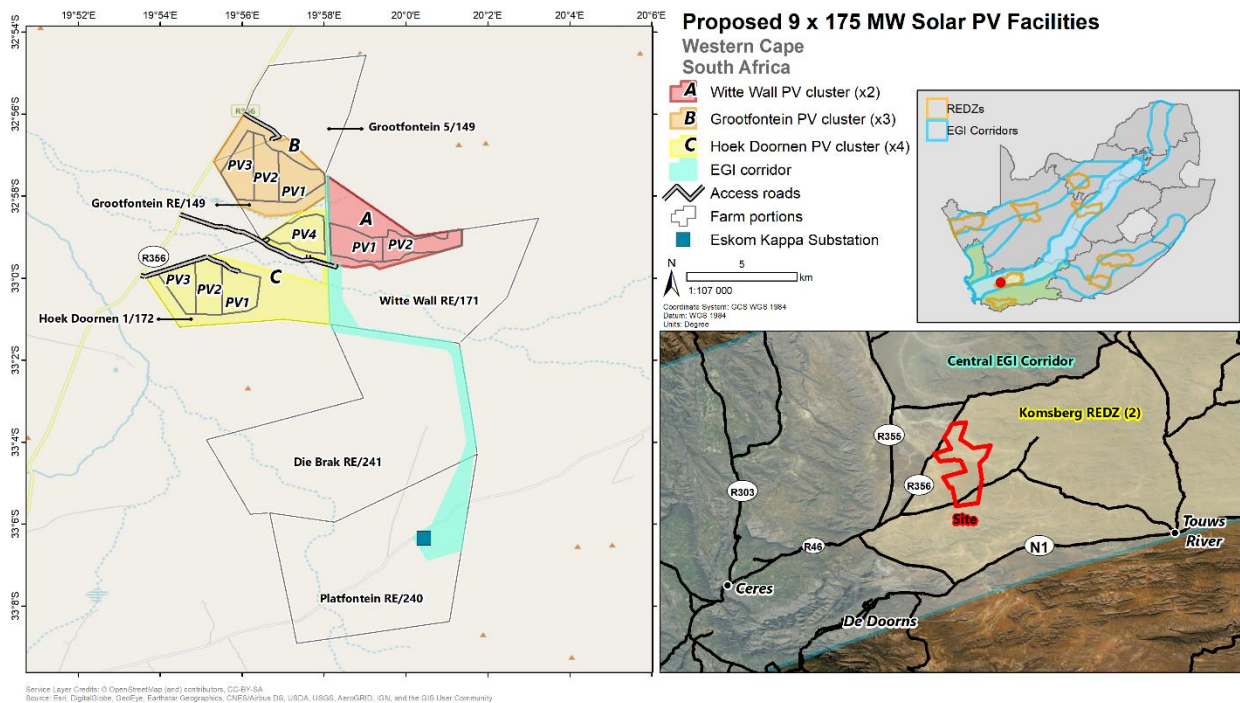 19°52'E
19°54'E
19°56'E
19°58'E
20°0'E
20°2'E
20°4'E
20°6'E
32°54'S
32°56'S
32°58'S
33°0'S
33°2'S
33°4'S
33°6'S
33°8'S
Grootfontein 5/149
B
PV3
PV2
PV1
Grootfontein RE/149
A
PV1
PV2
PV4
R356
C
PV3
PV2
PV1
Witte Wall RE/171
Hoek Doornen 1/172
Die Brak RE/241
Platfontein RE/240
Proposed 9 x 175 MW Solar PV Facilities
Western Cape
South Africa
A Witte Wall PV cluster (x2)
B Grootfontein PV cluster (x3)
C Hoek Doornen PV cluster (x4)
EGI corridor
Access roads
Farm portions
Eskom Kappa Substation
N
5
km
1:107 000
Coordinate System: GCS WGS 1984
Datum: WGS 1984
Units: Degree
REDZs
EGI Corridors
Central EGI Corridor
Komsberg REDZ (2)
R355
R356
R303
Site
R46
N1
Touws
River
Ceres
De Doorns
Service Layer Credits: © OpenStreetMap (and) contributors, CC-BY-SA
Source: Esri, DigitalGlobe, GeoEye, Earthstar Geographics, CNES/Airbus DS, USDA, USGS, AeroGRID, IGN, and the GIS User Community